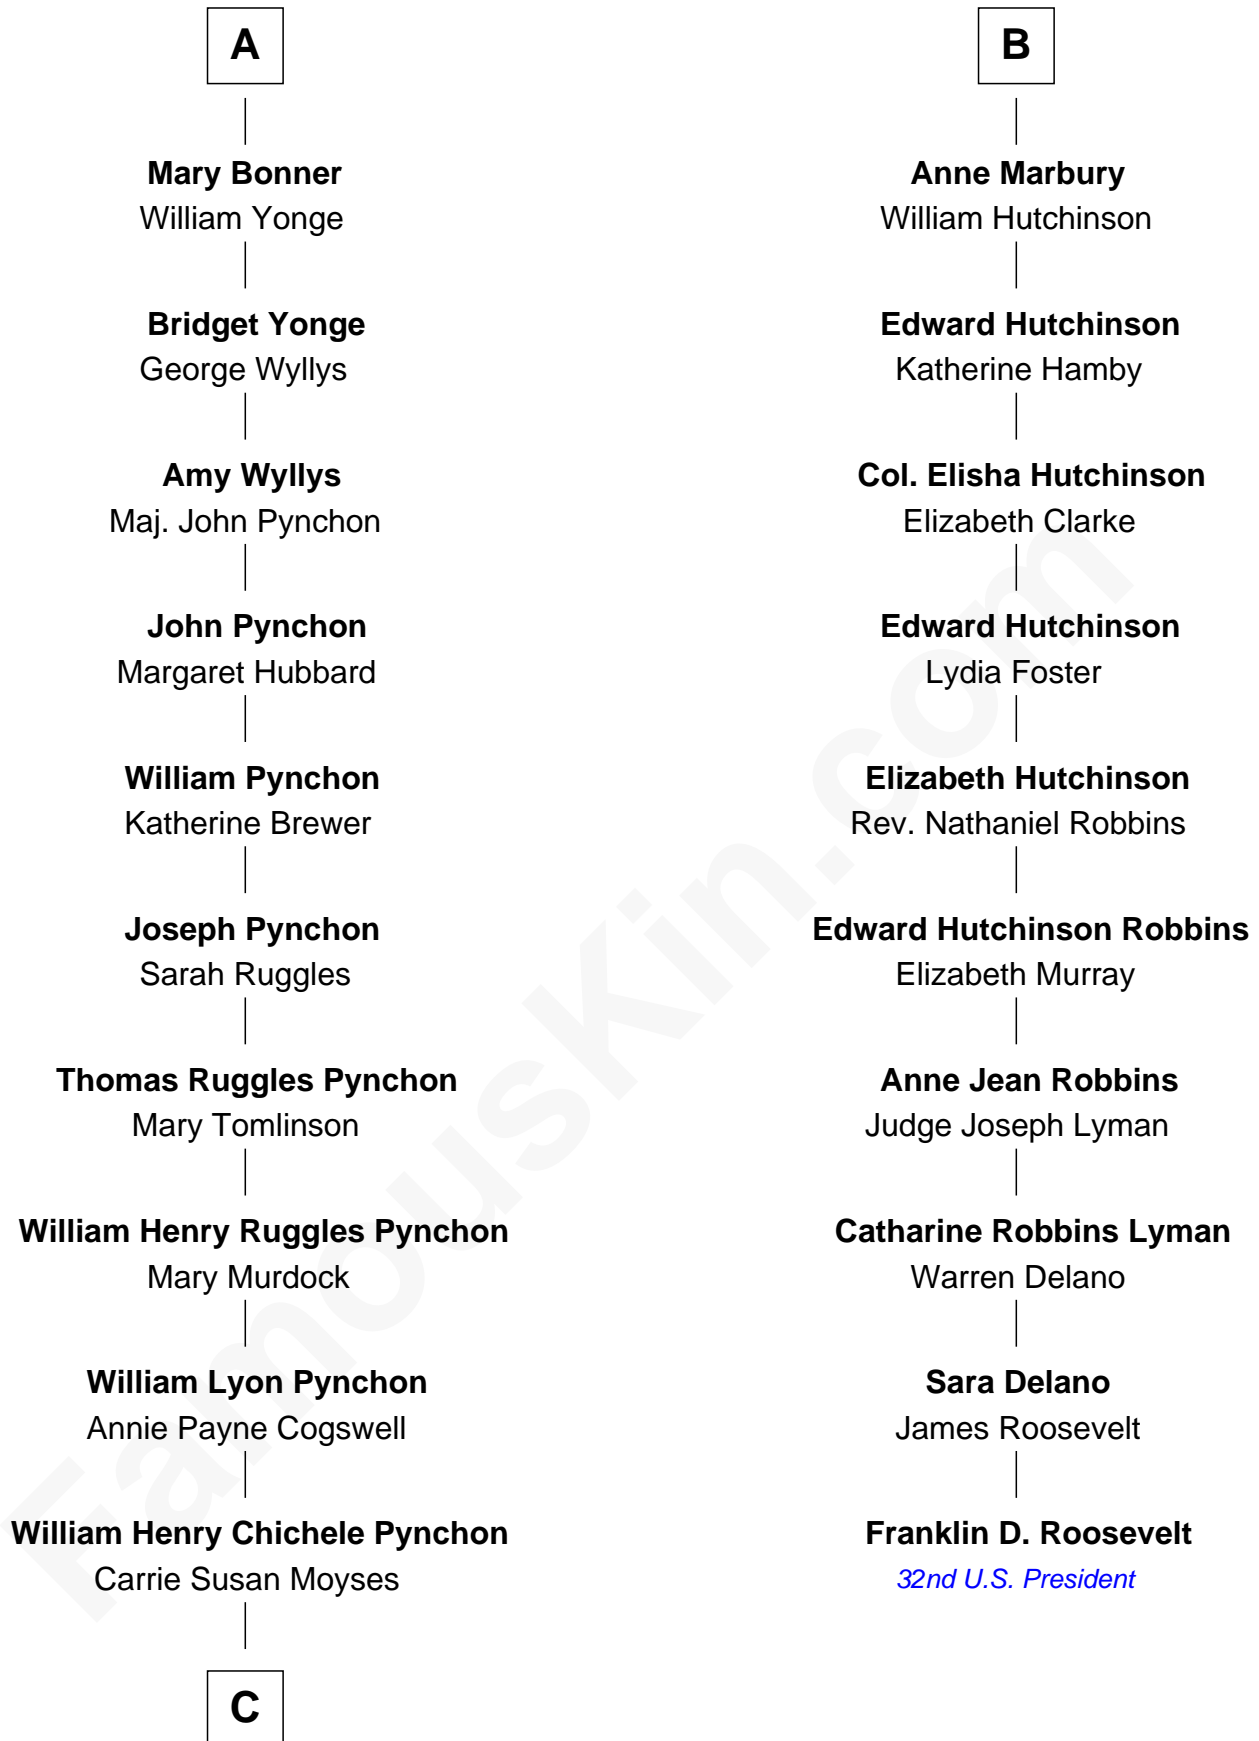 A
Mary Bonner
William Yonge
Bridget Yonge
George Wyllys
Amy Wyllys
Maj. John Pynchon
John Pynchon
Margaret Hubbard
William Pynchon
Katherine Brewer
Joseph Pynchon
Sarah Ruggles
Thomas Ruggles Pynchon
Mary Tomlinson
William Henry Ruggles Pynchon
Mary Murdock
William Lyon Pynchon
Annie Payne Cogswell
William Henry Chichele Pynchon
Carrie Susan Moyses
C
B
Anne Marbury
William Hutchinson
Edward Hutchinson
Katherine Hamby
Col. Elisha Hutchinson
Elizabeth Clarke
Edward Hutchinson
Lydia Foster
Elizabeth Hutchinson
Rev. Nathaniel Robbins
Edward Hutchinson Robbins
Elizabeth Murray
Anne Jean Robbins
Judge Joseph Lyman
Catharine Robbins Lyman
Warren Delano
Sara Delano
James Roosevelt
Franklin D. Roosevelt
32nd U.S. President
FamousKin.com